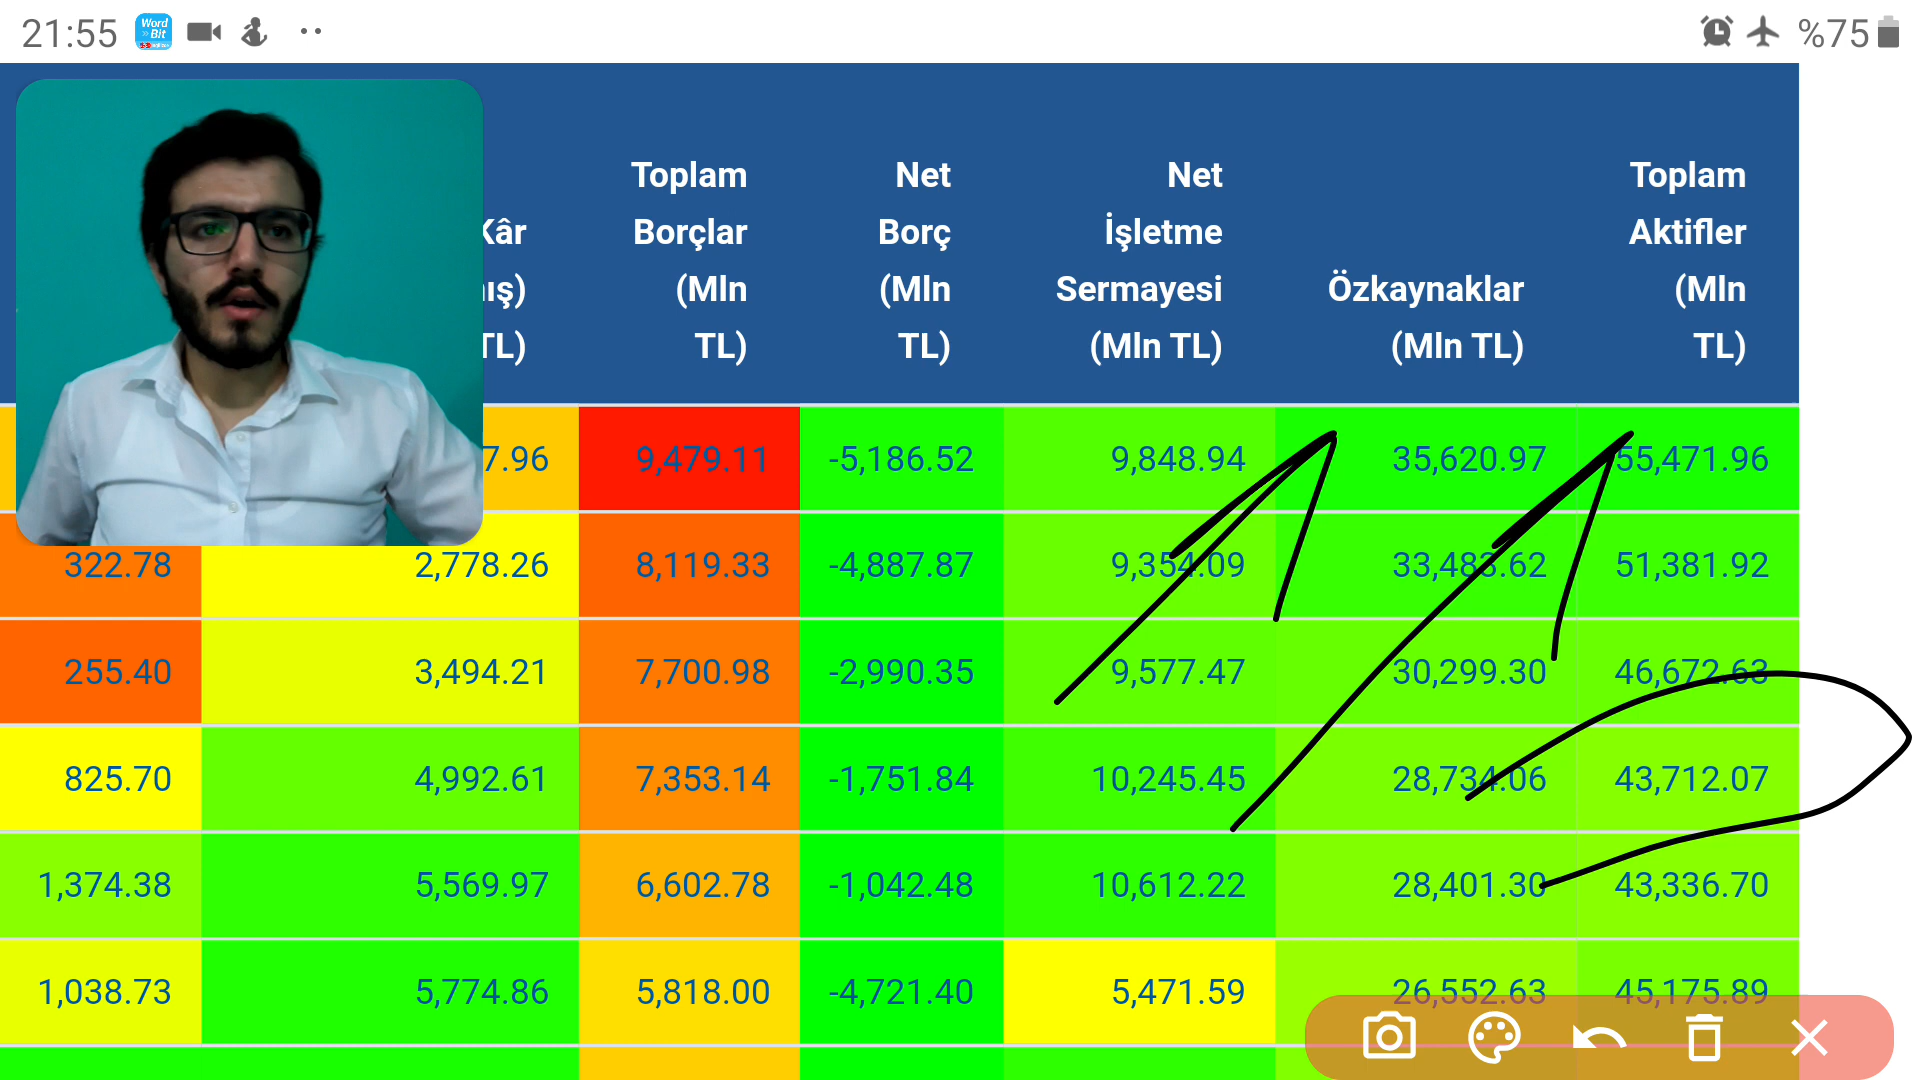 21:55
Word
Bit
%75
Kâr
TL)
Toplam
Borçlar
(Mln
TL)
Net
Borç
(Mln
TL)
Net
İşletme
Sermayesi
(Mln TL)
Özkaynaklar
(Mln TL)
Toplam
Aktifler
(Mln
TL)
7.96 9,479.11 -5,186.52 9,848.94 35,620.97 55,471.96
322.78 2,778.26 8,119.33 -4,887.87 9,354.09 33,483.62 51,381.92
255.40 3,494.21 7,700.98 -2,990.35 9,577.47 30,299.30 46,672.63
825.70 4,992.61 7,353.14 -1,751.84 10,245.45 28,734.06 43,712.07
1,374.38 5,569.97 6,602.78 -1,042.48 10,612.22 28,401.30 43,336.70
1,038.73 5,774.86 5,818.00 -4,721.40 5,471.59 26,552.63 45,175.89